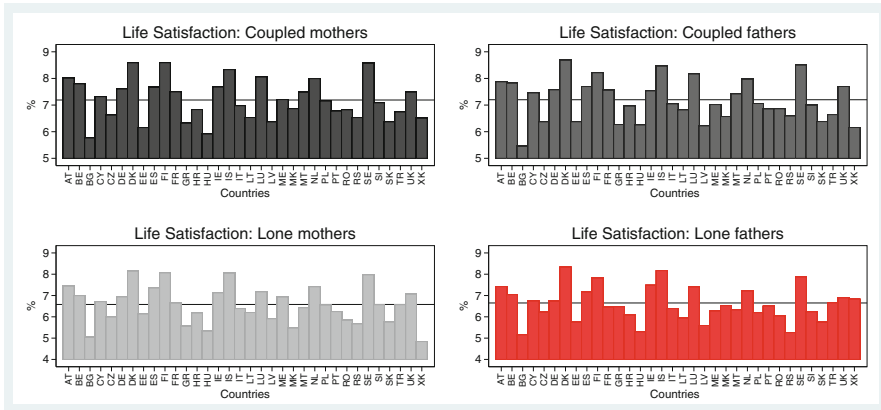 Life Satisfaction: Coupled mothers
9
8
7
6
5
%
AT BE BG CY CZ DE DK EE ES FI FR GR HR HU IE IS IT LT LU LV ME MK MT NL PL PT RO RS SE SI SK TR UK XK
Countries
Life Satisfaction: Coupled fathers
9
8
7
6
5
%
AT BE BG CY CZ DE DK EE ES FI FR GR HR HU IE IS IT LT LU LV ME MK MT NL PL PT RO RS SE SI SK TR UK XK
Countries
Life Satisfaction: Lone mothers
9
8
7
6
5
4
%
AT BE BG CY CZ DE DK EE ES FI FR GR HR HU IE IS IT LT LU LV ME MK MT NL PL PT RO RS SE SI SK TR UK XK
Countries
Life Satisfaction: Lone fathers
9
8
7
6
5
4
%
AT BE BG CY CZ DE DK EE ES FI FR GR HR HU IE IS IT LT LU LV ME MK MT NL PL PT RO RS SE SI SK TR UK XK
Countries